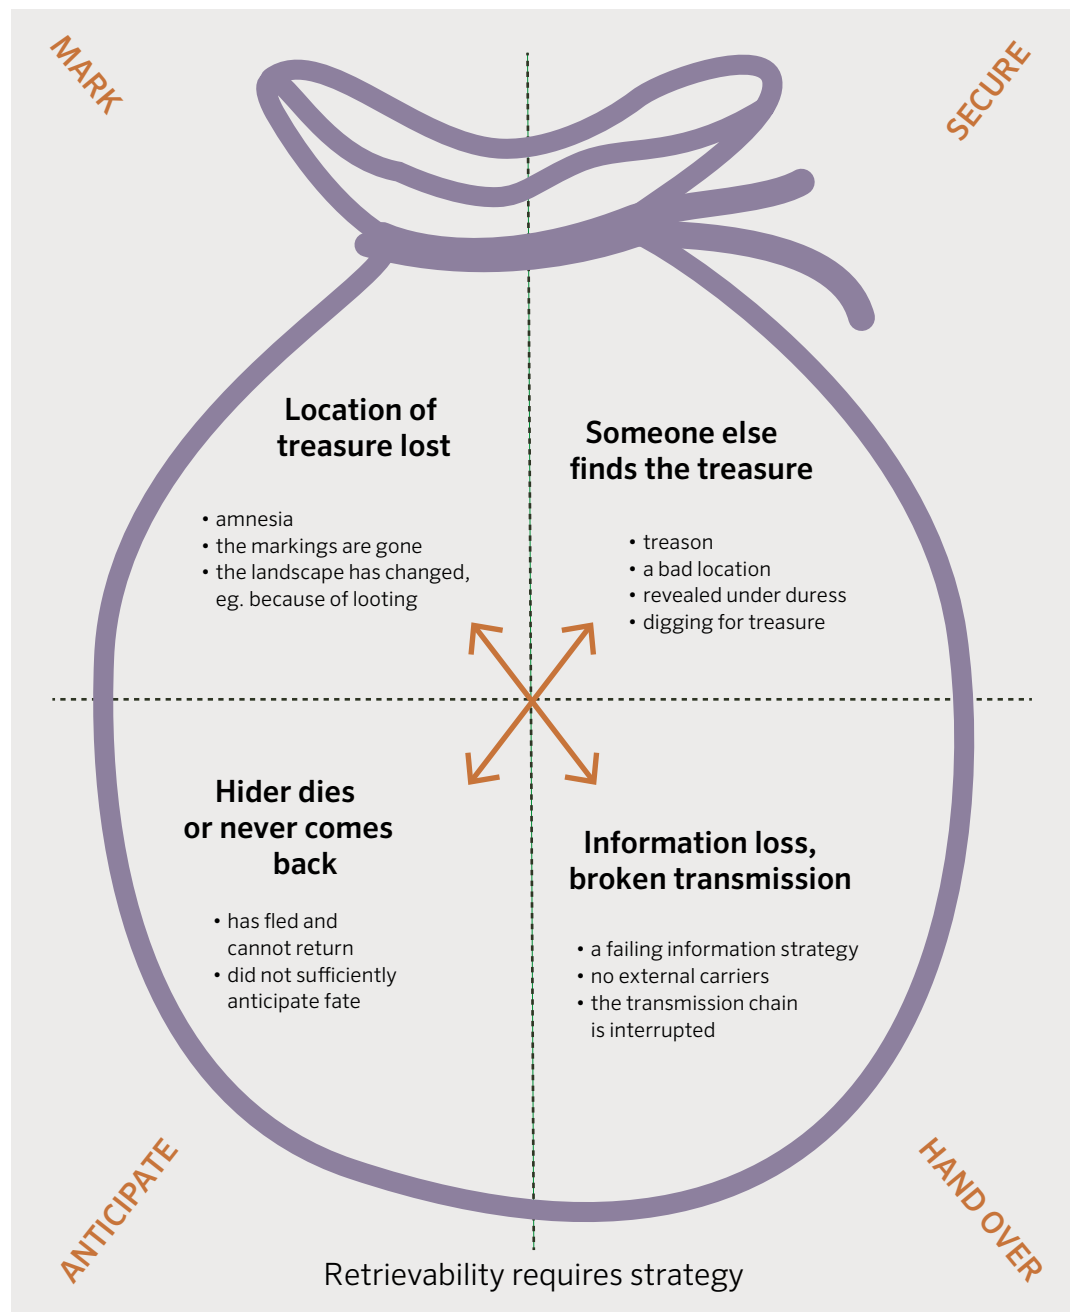 MARK
SECURE
Location of
treasure lost
• amnesia
• the markings are gone
• the landscape has changed,
eg. because of looting
Someone else
finds the treasure
• treason
• a bad location
• revealed under duress
• digging for treasure
Hider dies
or never comes
back
• has fled and
cannot return
• did not sufficiently
anticipate fate
Information loss,
broken transmission
• a failing information strategy
• no external carriers
• the transmission chain
is interrupted
ANTICIPATE
HAND OVER
Retrievability requires strategy